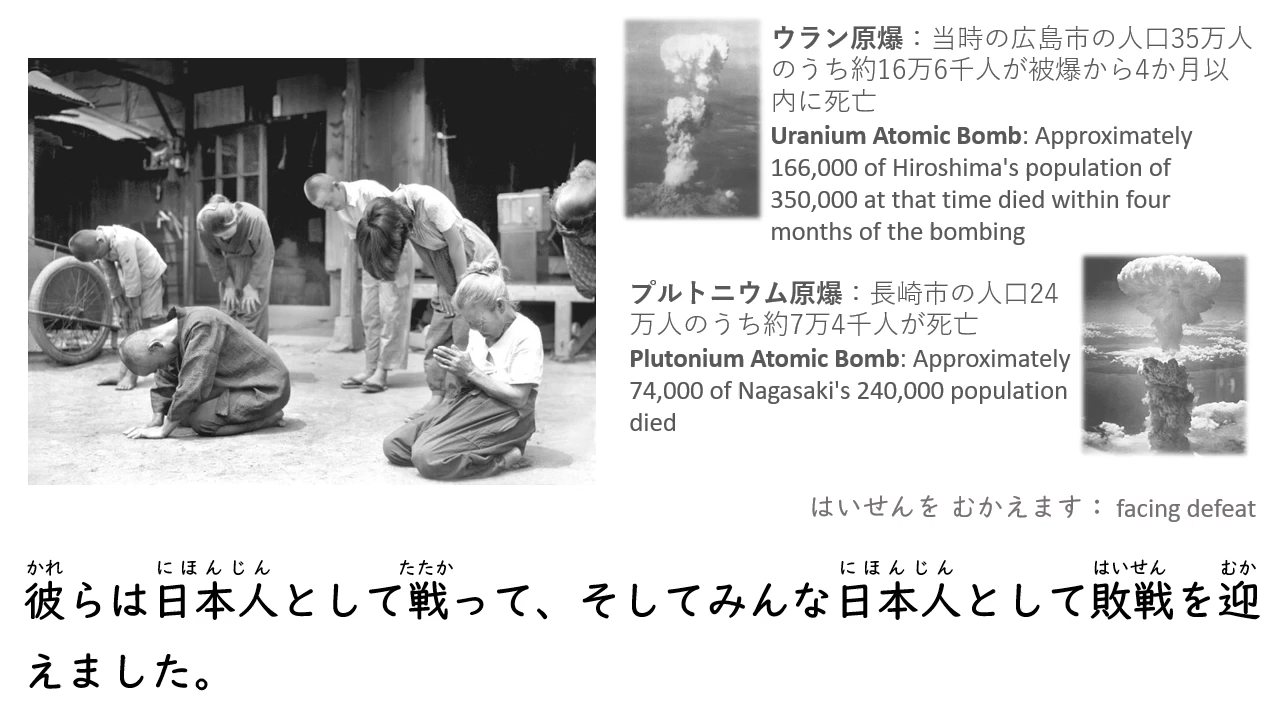 ウラン原爆：当時の広島市の人口35万人
のうち約16万6千人が被爆から4か月以
内に死亡
Uranium Atomic Bomb: Approximately
166,000 of Hiroshima's population of
350,000 at that time died within four
months of the bombing
プルトニウム原爆：長崎市の人口24
万人のうち約7万4千人が死亡
Plutonium Atomic Bomb: Approximately
74,000 of Nagasaki's 240,000 population
died
はいせんを むかえます： facing defeat
かれ にほんじん たたか にほんじん はいせん むか
彼らは日本人として戦って、そしてみんな日本人として敗戦を迎
えました。